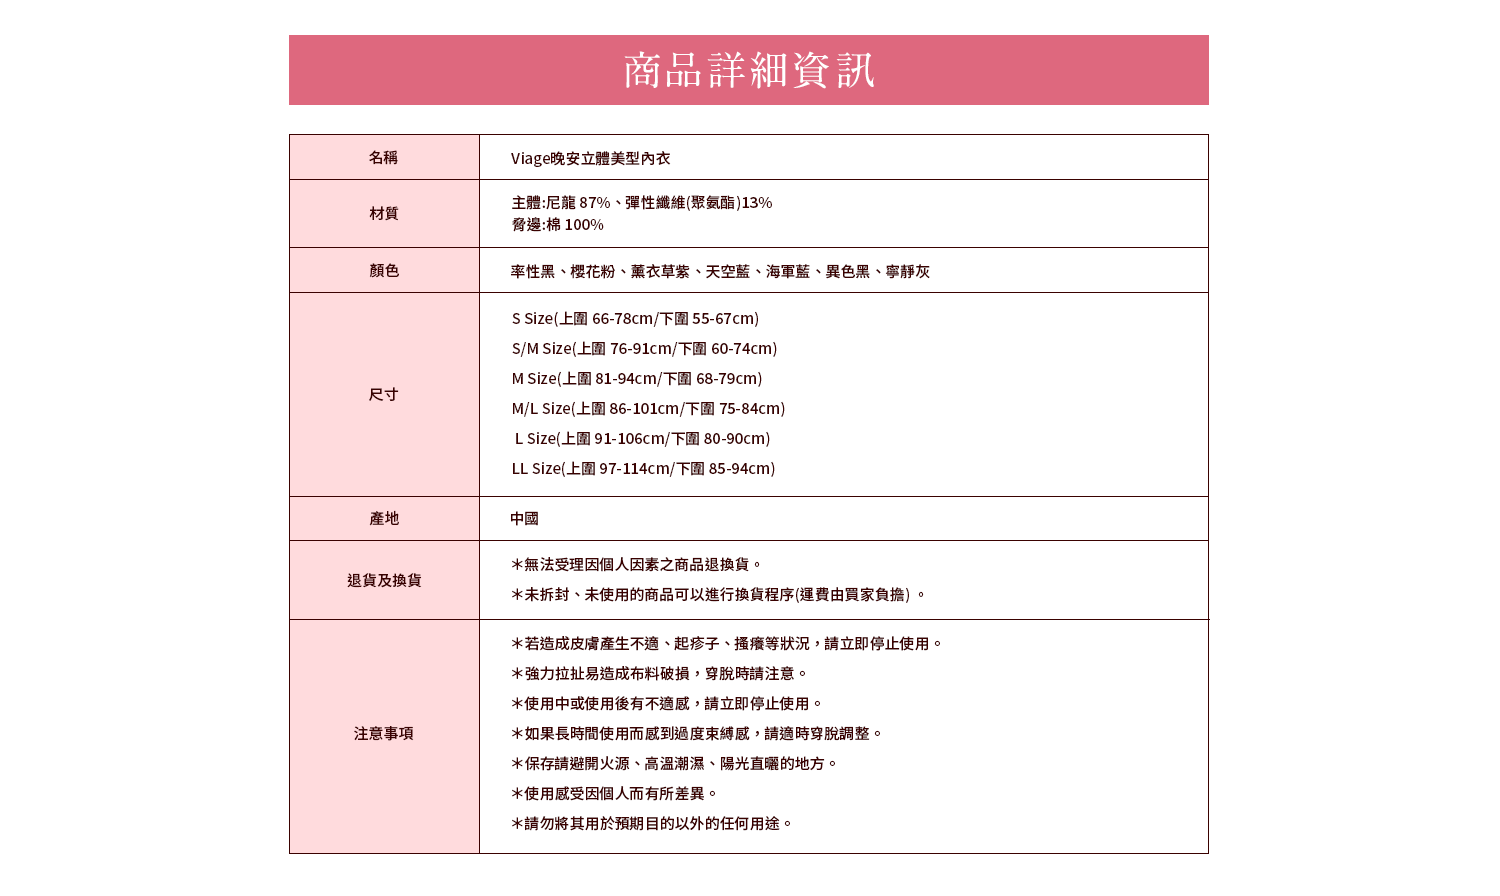 商品詳細資訊
名稱
Viage晚安立體美型內衣
材質
主體:尼龍 87%、彈性纖維(聚氨酯)13%
脅邊:棉 100%
顏色
率性黑、櫻花粉、薰衣草紫、天空藍、海軍藍、異色黑、寧靜灰
尺寸
S Size(上圍 66-78cm/下圍 55-67cm)
S/M Size(上圍 76-91cm/下圍 60-74cm)
M Size(上圍 81-94cm/下圍 68-79cm)
M/L Size(上圍 86-101cm/下圍 75-84cm)
L Size(上圍 91-106cm/下圍 80-90cm)
LL Size(上圍 97-114cm/下圍 85-94cm)
產地
中國
退貨及換貨
＊無法受理因個人因素之商品退換貨。
＊未拆封、未使用的商品可以進行換貨程序(運費由買家負擔) 。
注意事項
＊若造成皮膚產生不適、起疹子、搔癢等狀況，請立即停止使用。
＊強力拉扯易造成布料破損，穿脫時請注意。
＊使用中或使用後有不適感，請立即停止使用。
＊如果長時間使用而感到過度束縛感，請適時穿脫調整。
＊保存請避開火源、高溫潮濕、陽光直曬的地方。
＊使用感受因個人而有所差異。
＊請勿將其用於預期目的以外的任何用途。